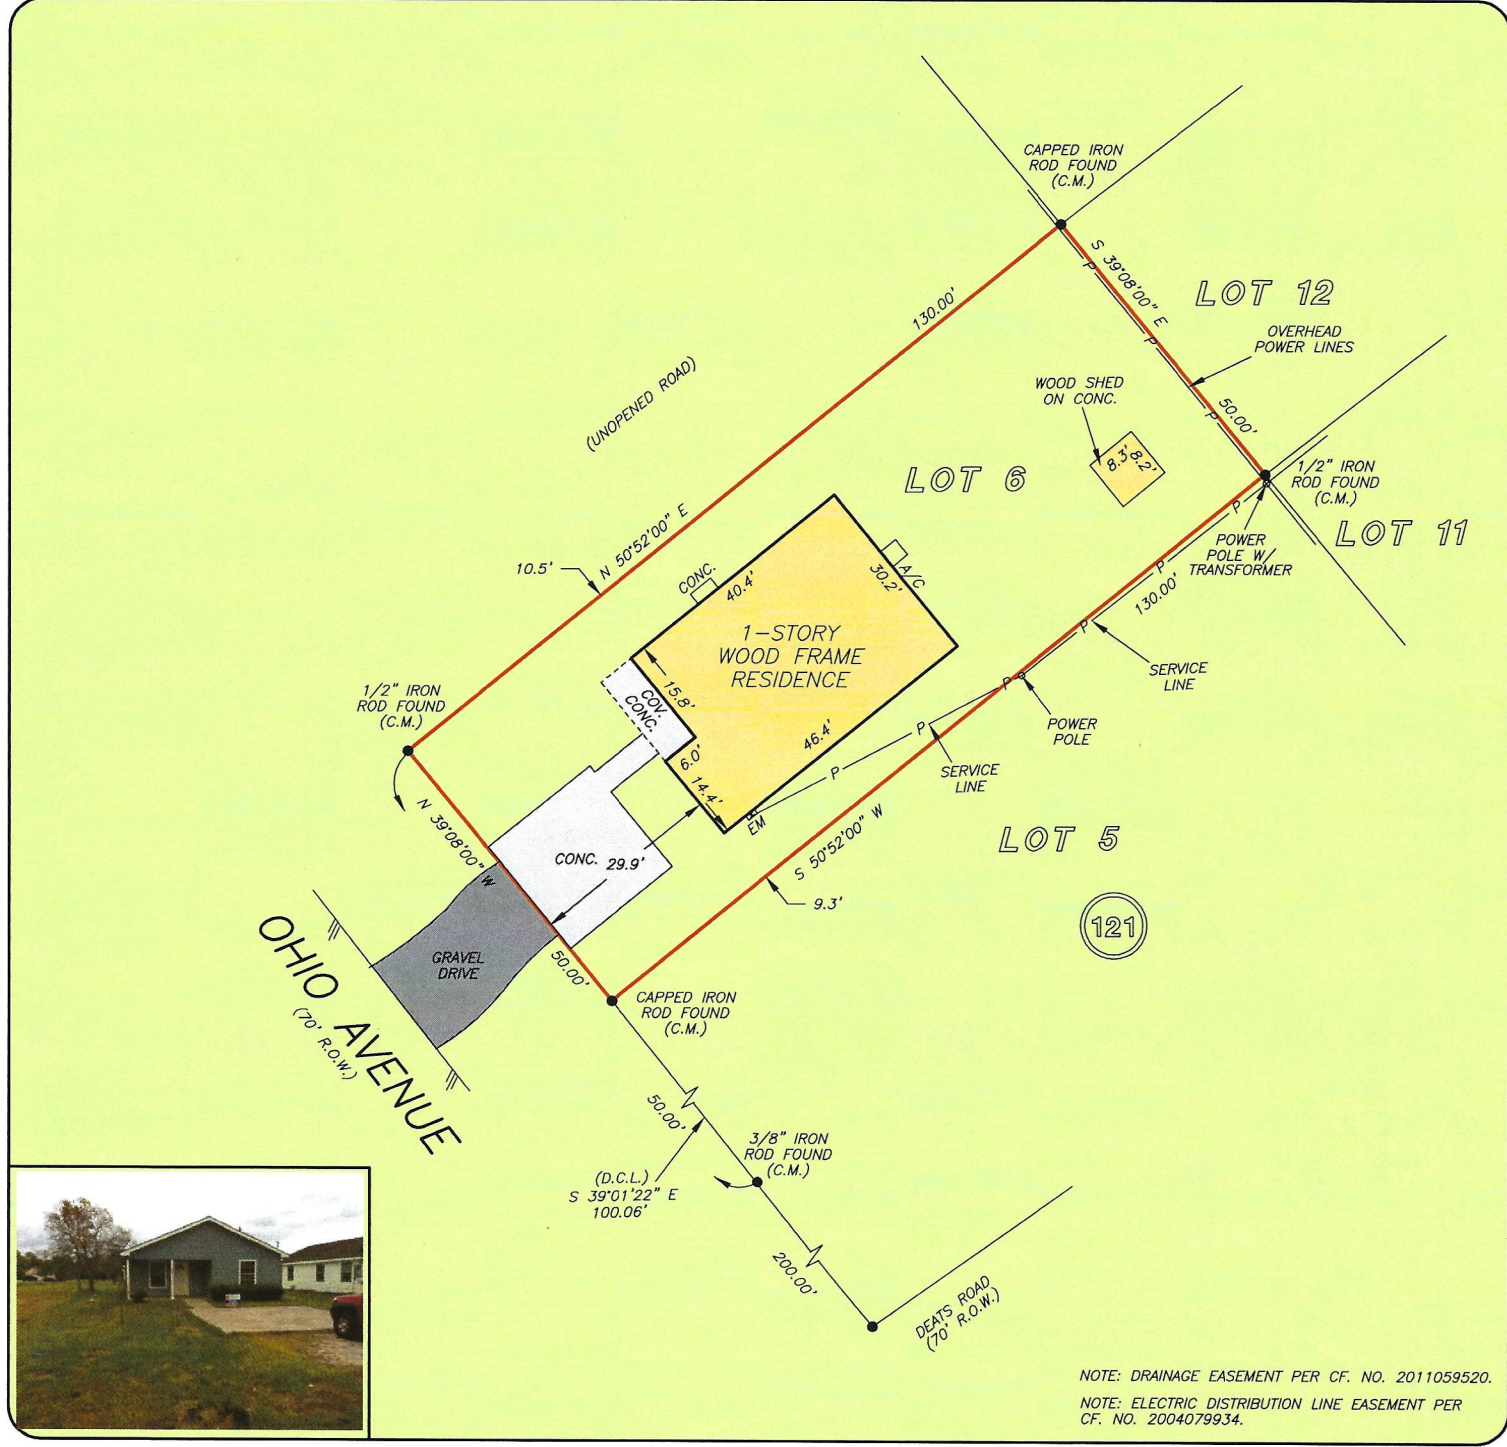 CAPPED IRON
ROD FOUND
(C.M.)
S 39°08'00" E
LOT 12
130.00'
OVERHEAD
POWER LINES
(UNOPENED ROAD)
WOOD SHED
ON CONC.
50.00'
8.3'
8.2'
LOT 6
1/2" IRON
ROD FOUND
(C.M.)
P
P
P
LOT 11
N 50°52'00" E
10.5'
POWER
POLE W/
TRANSFORMER
P
P
P
P
P
P
130.00'
CONC.
40.4'
30.2'
A/C
1-STORY
WOOD FRAME
RESIDENCE
15.8'
COV.
CONC.
SERVICE
LINE
1/2" IRON
ROD FOUND
(C.M.)
POWER
POLE
46.4'
6.0'
14.4'
SERVICE
LINE
EM
N 39°08'00" W
S 50°52'00" W
LOT 5
CONC.
29.9'
9.3'
121
GRAVEL
DRIVE
50.00'
OHIO AVENUE
(70' R.O.W.)
CAPPED IRON
ROD FOUND
(C.M.)
50.00'
3/8" IRON
ROD FOUND
(C.M.)
(D.C.L.)
S 39°01'22" E
100.06'
200.00'
DEATS ROAD
(70' R.O.W.)
NOTE: DRAINAGE EASEMENT PER CF. NO. 2011059520.
NOTE: ELECTRIC DISTRIBUTION LINE EASEMENT PER
CF. NO. 2004079934.